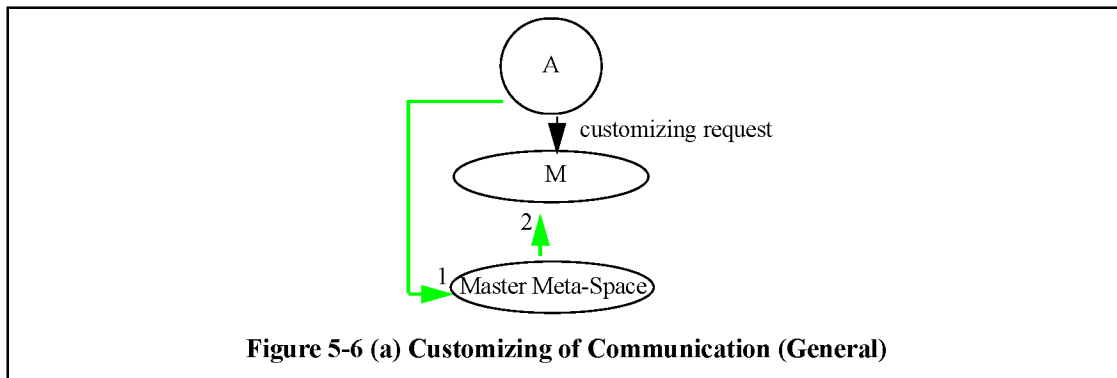 A
customizing request
M
2
1
Master Meta-Space
Figure 5-6 (a) Customizing of Communication (General)